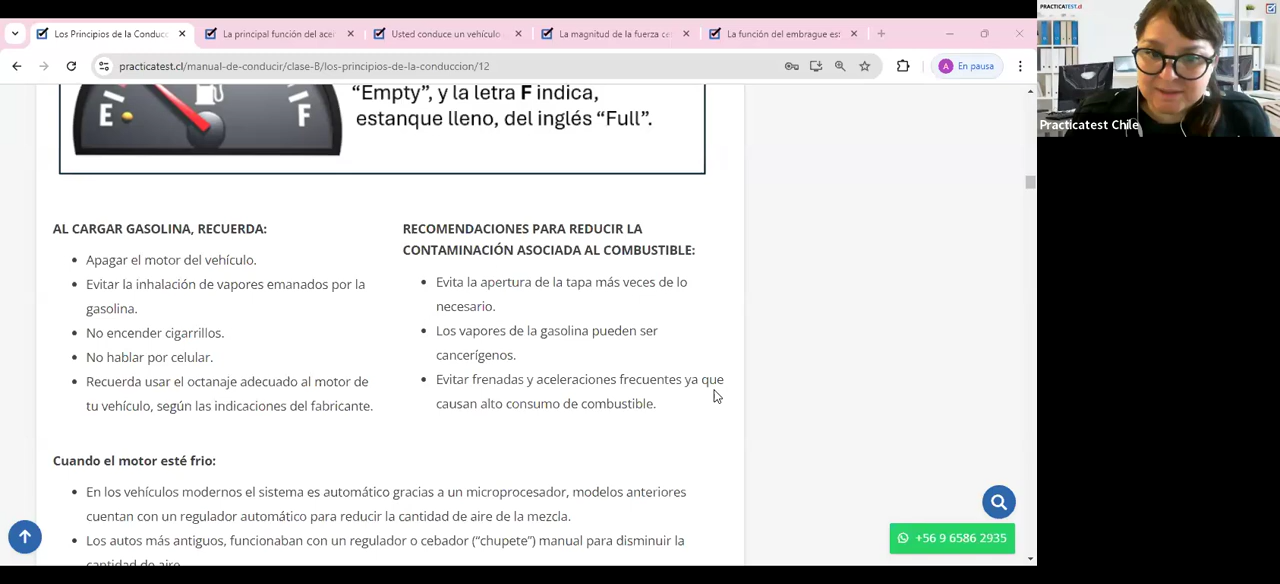 Los Principios de la Conducc
La principal función del ace
Usted conduce un vehículo
La magnitud de la fuerza ce
La función del embrague es:
practicatest.cl/manual-de-conducir/clase-B/los-principios-de-la-conduccion/12
A
En pausa
PRACTICATEST.cl
Practicatest Chile
E
F
“Empty”, y la letra F indica,
estanque lleno, del inglés “Full”.
AL CARGAR GASOLINA, RECUERDA:
Apagar el motor del vehículo.
Evitar la inhalación de vapores emanados por la
gasolina.
No encender cigarrillos.
No hablar por celular.
Recuerda usar el octanaje adecuado al motor de
tu vehículo, según las indicaciones del fabricante.
RECOMENDACIONES PARA REDUCIR LA
CONTAMINACIÓN ASOCIADA AL COMBUSTIBLE:
Evita la apertura de la tapa más veces de lo
necesario.
Los vapores de la gasolina pueden ser
cancerígenos.
Evitar frenadas y aceleraciones frecuentes ya que
causan alto consumo de combustible.
Cuando el motor esté frio:
En los vehículos modernos el sistema es automático gracias a un microprocesador, modelos anteriores
cuentan con un regulador automático para reducir la cantidad de aire de la mezcla.
Los autos más antiguos, funcionaban con un regulador o cebador (“chupete”) manual para disminuir la
cantidad de aire.
+56 9 6586 2935